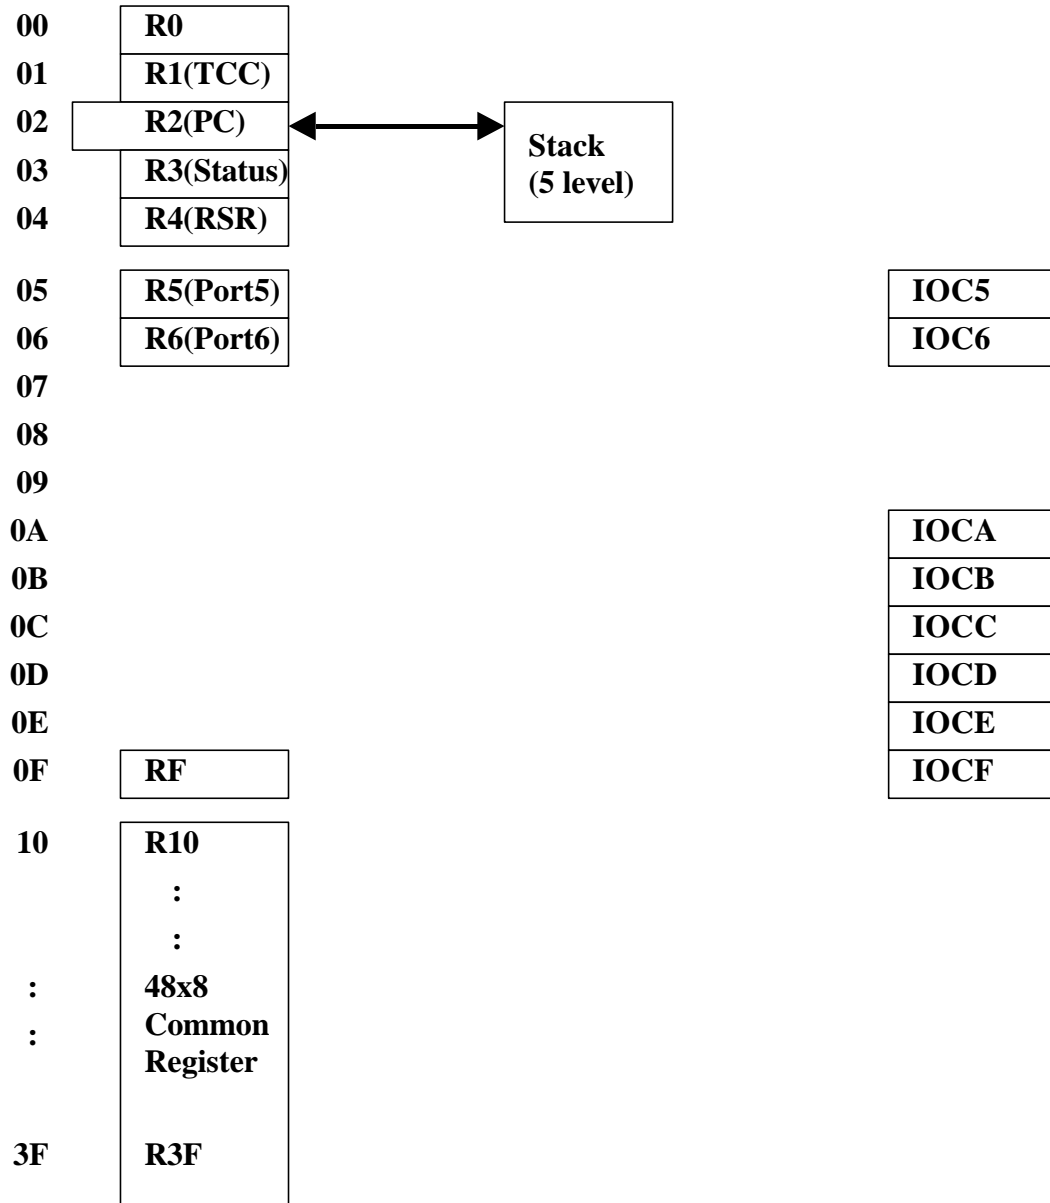 00 R0
01 R1(TCC)
02 R2(PC)
Stack
(5 level)
03 R3(Status)
04 R4(RSR)
05 R5(Port5) IOC5
06 R6(Port6) IOC6
07
08
09
0A IOCA
0B IOCB
0C IOCC
0D IOCD
0E IOCE
0F RF IOCF
10 R10
:
:
: 48x8
: Common
Register
3F R3F